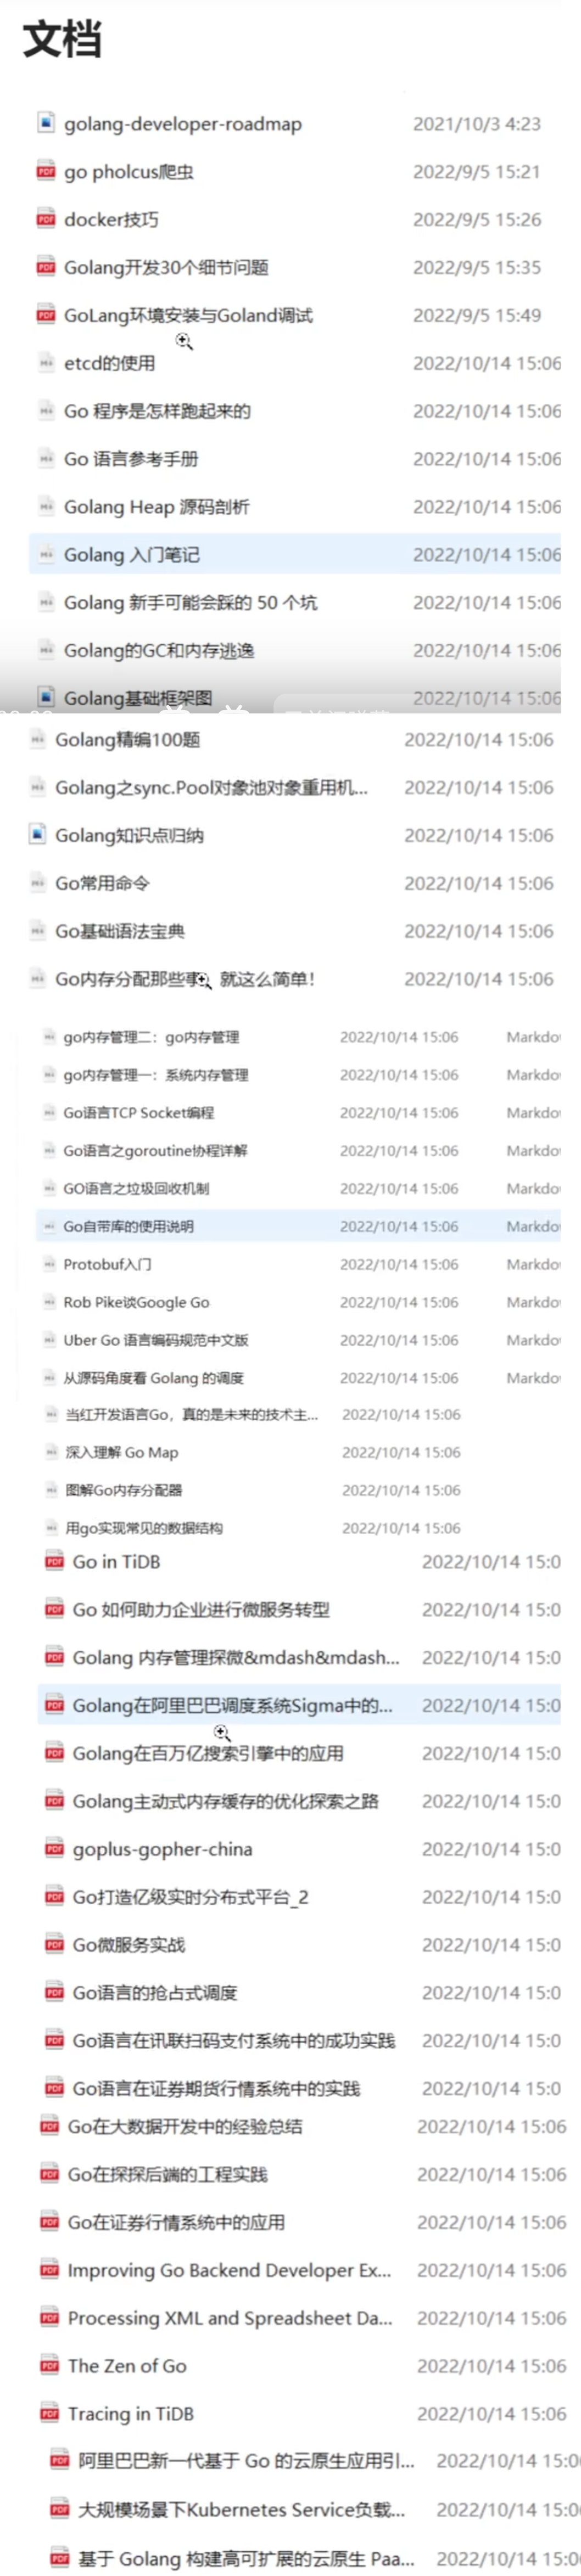 文档
golang-developer-roadmap 2021/10/3 4:23
go pholcus爬虫 2022/9/5 15:21
docker技巧 2022/9/5 15:26
Golang开发30个细节问题 2022/9/5 15:35
GoLang环境安装与Goland调试 2022/9/5 15:49
etcd的使用 2022/10/14 15:06
Go 程序是怎样跑起来的 2022/10/14 15:06
Go 语言参考手册 2022/10/14 15:06
Golang Heap 源码剖析 2022/10/14 15:06
Golang 入门笔记 2022/10/14 15:06
Golang 新手可能会踩的 50 个坑 2022/10/14 15:06
Golang的GC和内存逃逸 2022/10/14 15:06
Golang基础框架图 2022/10/14 15:06
Golang精编100题 2022/10/14 15:06
Golang之sync.Pool对象池对象重用机... 2022/10/14 15:06
Golang知识点归纳 2022/10/14 15:06
Go常用命令 2022/10/14 15:06
Go基础语法宝典 2022/10/14 15:06
Go内存分配那些事，就这么简单！ 2022/10/14 15:06
go内存管理二：go内存管理 2022/10/14 15:06 Markdo
go内存管理一：系统内存管理 2022/10/14 15:06 Markdo
Go语言TCP Socket编程 2022/10/14 15:06 Markdo
Go语言之goroutine协程详解 2022/10/14 15:06 Markdo
GO语言之垃圾回收机制 2022/10/14 15:06 Markdo
Go自带库的使用说明 2022/10/14 15:06 Markdo
Protobuf入门 2022/10/14 15:06 Markdo
Rob Pike谈Google Go 2022/10/14 15:06 Markdo
Uber Go 语言编码规范中文版 2022/10/14 15:06 Markdo
从源码角度看 Golang 的调度 2022/10/14 15:06 Markdo
当红开发语言Go，真的是未来的技术主... 2022/10/14 15:06
深入理解 Go Map 2022/10/14 15:06
图解Go内存分配器 2022/10/14 15:06
用go实现常见的数据结构 2022/10/14 15:06
Go in TiDB 2022/10/14 15:0
Go 如何助力企业进行微服务转型 2022/10/14 15:0
Golang 内存管理探微&mdash&mdash... 2022/10/14 15:0
Golang在阿里巴巴调度系统Sigma中的... 2022/10/14 15:0
Golang在百万亿搜索引擎中的应用 2022/10/14 15:0
Golang主动式内存缓存的优化探索之路 2022/10/14 15:0
goplus-gopher-china 2022/10/14 15:0
Go打造亿级实时分布式平台_2 2022/10/14 15:0
Go微服务实战 2022/10/14 15:0
Go语言的抢占式调度 2022/10/14 15:0
Go语言在讯联扫码支付系统中的成功实践 2022/10/14 15:0
Go语言在证券期货行情系统中的实践 2022/10/14 15:0
Go在大数据开发中的经验总结 2022/10/14 15:06
Go在探探后端的工程实践 2022/10/14 15:06
Go在证券行情系统中的应用 2022/10/14 15:06
Improving Go Backend Developer Ex... 2022/10/14 15:06
Processing XML and Spreadsheet Da... 2022/10/14 15:06
The Zen of Go 2022/10/14 15:06
Tracing in TiDB 2022/10/14 15:06
阿里巴巴新一代基于 Go 的云原生应用引... 2022/10/14 15:0
大规模场景下Kubernetes Service负载... 2022/10/14 15:0
基于 Golang 构建高可扩展的云原生 Paa... 2022/10/14 15:0